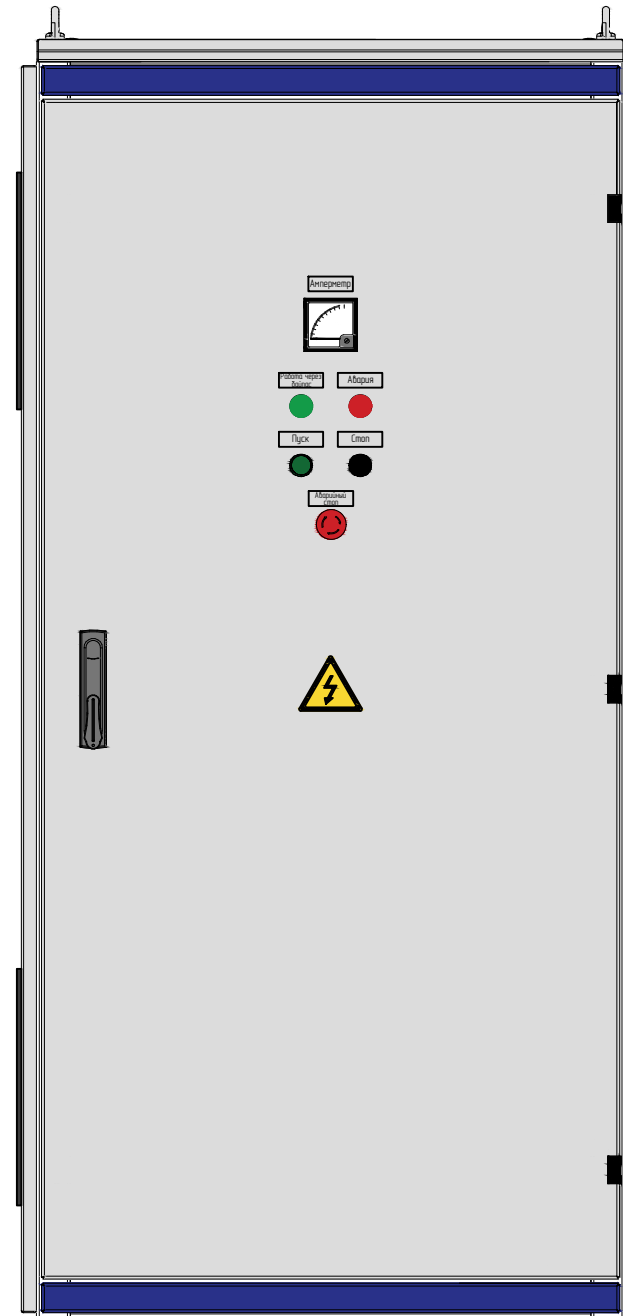 Амперметр
Работа через
байпас
Авария
Пуск
Стоп
Аварийный
стоп